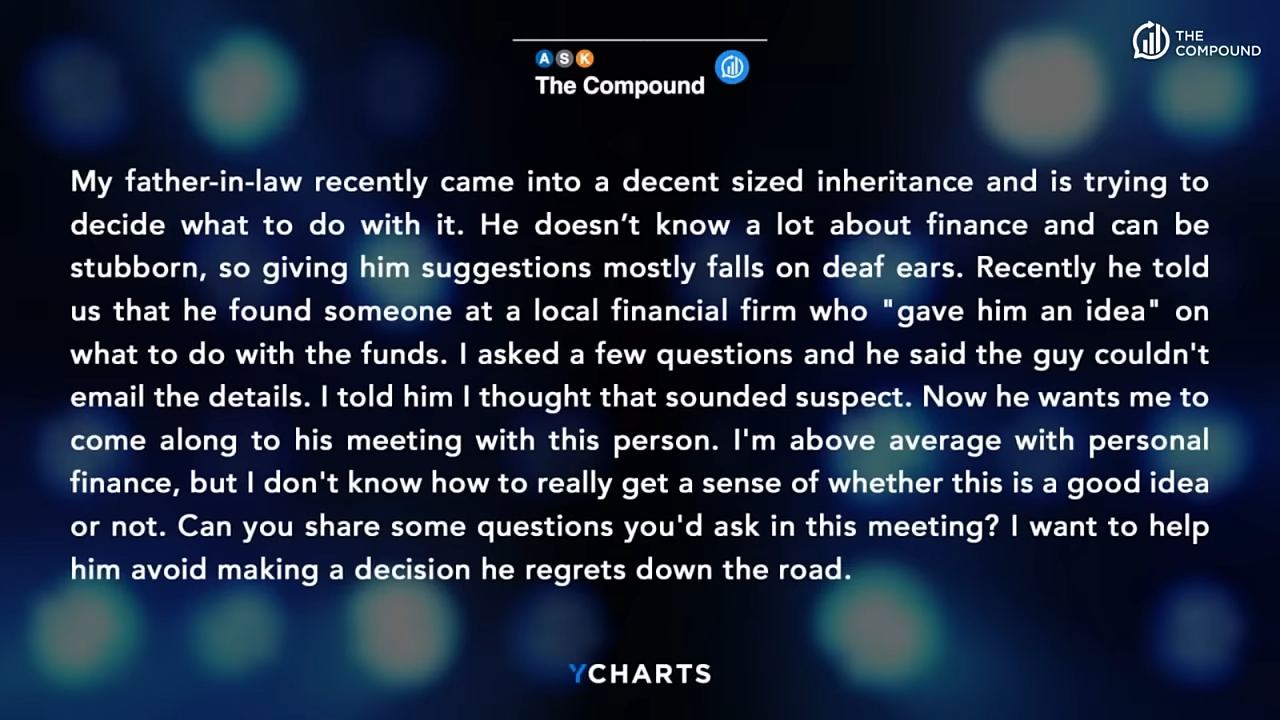 THE
COMPOUND
ASK
The Compound
My father-in-law recently came into a decent sized inheritance and is trying to
decide what to do with it. He doesn’t know a lot about finance and can be
stubborn, so giving him suggestions mostly falls on deaf ears. Recently he told
us that he found someone at a local financial firm who "gave him an idea" on
what to do with the funds. I asked a few questions and he said the guy couldn't
email the details. I told him I thought that sounded suspect. Now he wants me to
come along to his meeting with this person. I'm above average with personal
finance, but I don't know how to really get a sense of whether this is a good idea
or not. Can you share some questions you'd ask in this meeting? I want to help
him avoid making a decision he regrets down the road.
YCHARTS